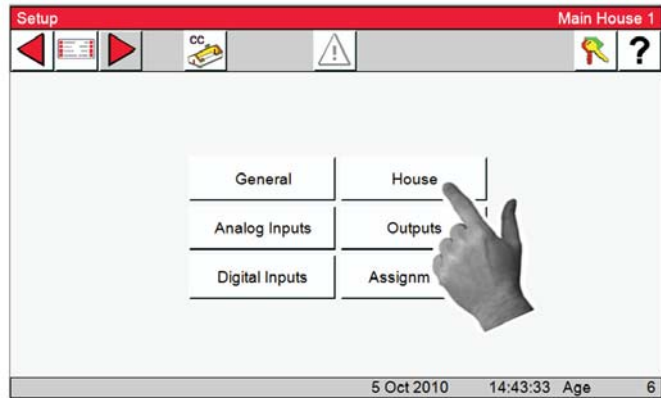 Setup Main House 1
CC ?
General House
Analog Inputs Outputs
Digital Inputs Assignm
5 Oct 2010 14:43:33 Age 6